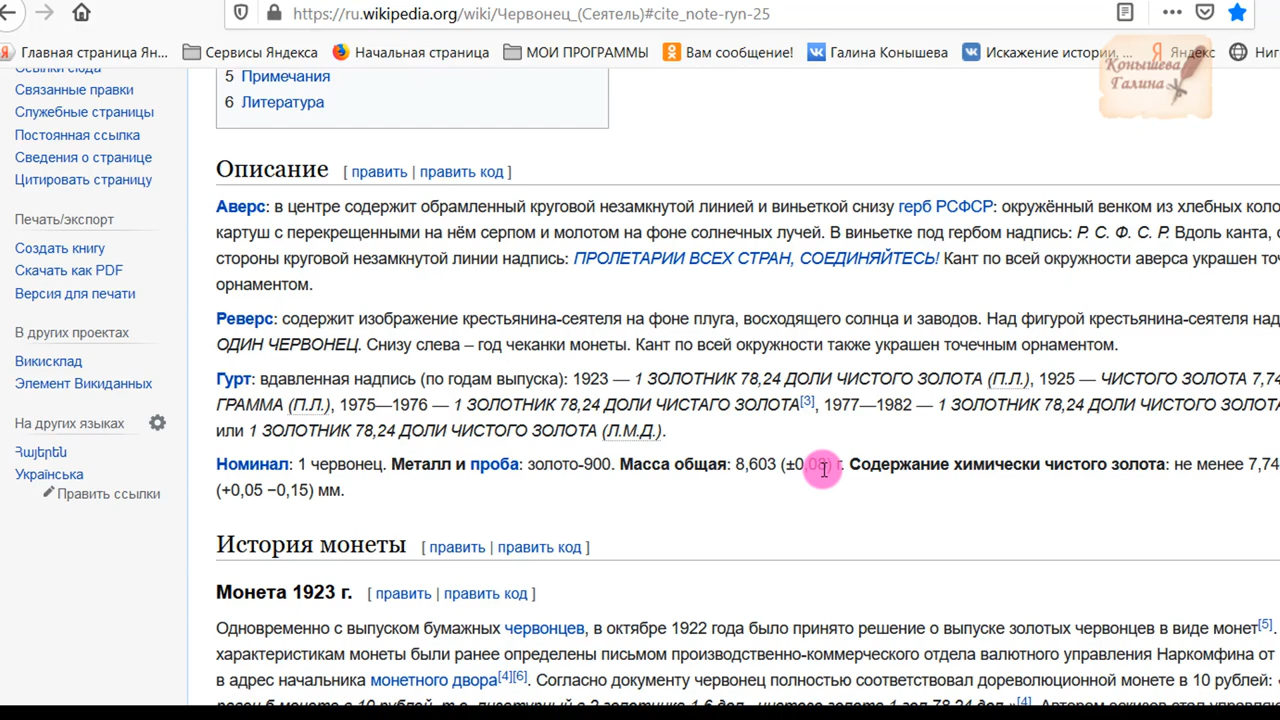 https://ru.wikipedia.org/wiki/Червонец_(Сеятель)#cite_note-ryn-25
Главная страница Ян... Сервисы Яндекса Начальная страница МОИ ПРОГРАММЫ Вам сообщение! Галина Конышева Искажение истории... Яндекс Ниг
Конышева
Галина
Ссылки сюда
Связанные правки
Служебные страницы
Постоянная ссылка
Сведения о странице
Цитировать страницу
Печать/экспорт
Создать книгу
Скачать как PDF
Версия для печати
В других проектах
Викисклад
Элемент Викиданных
На других языках
Հայերեն
Українська
Править ссылки
5 Примечания
6 Литература
Описание [ править | править код ]
Аверс: в центре содержит обрамленный круговой незамкнутой линией и виньеткой снизу герб РСФСР: окружённый венком из хлебных коло
картуш с перекрещенными на нём серпом и молотом на фоне солнечных лучей. В виньетке под гербом надпись: Р. С. Ф. С. Р. Вдоль канта, с
стороны круговой незамкнутой линии надпись: ПРОЛЕТАРИИ ВСЕХ СТРАН, СОЕДИНЯЙТЕСЬ! Кант по всей окружности аверса украшен точ
орнаментом.
Реверс: содержит изображение крестьянина-сеятеля на фоне плуга, восходящего солнца и заводов. Над фигурой крестьянина-сеятеля над
ОДИН ЧЕРВОНЕЦ. Снизу слева – год чеканки монеты. Кант по всей окружности также украшен точечным орнаментом.
Гурт: вдавленная надпись (по годам выпуска): 1923 — 1 ЗОЛОТНИК 78,24 ДОЛИ ЧИСТОГО ЗОЛОТА (П.Л.), 1925 — ЧИСТОГО ЗОЛОТА 7,74
ГРАММА (П.Л.), 1975—1976 — 1 ЗОЛОТНИК 78,24 ДОЛИ ЧИСТАГО ЗОЛОТА[3], 1977—1982 — 1 ЗОЛОТНИК 78,24 ДОЛИ ЧИСТОГО ЗОЛОТА
или 1 ЗОЛОТНИК 78,24 ДОЛИ ЧИСТОГО ЗОЛОТА (Л.М.Д.).
Номинал: 1 червонец. Металл и проба: золото-900. Масса общая: 8,603 (±0,08) г. Содержание химически чистого золота: не менее 7,74
(+0,05 −0,15) мм.
История монеты [ править | править код ]
Монета 1923 г. [ править | править код ]
Одновременно с выпуском бумажных червонцев, в октябре 1922 года было принято решение о выпуске золотых червонцев в виде монет[5].
характеристикам монеты были ранее определены письмом производственно-коммерческого отдела валютного управления Наркомфина от
в адрес начальника монетного двора[4][6]. Согласно документу червонец полностью соответствовал дореволюционной монете в 10 рублей: